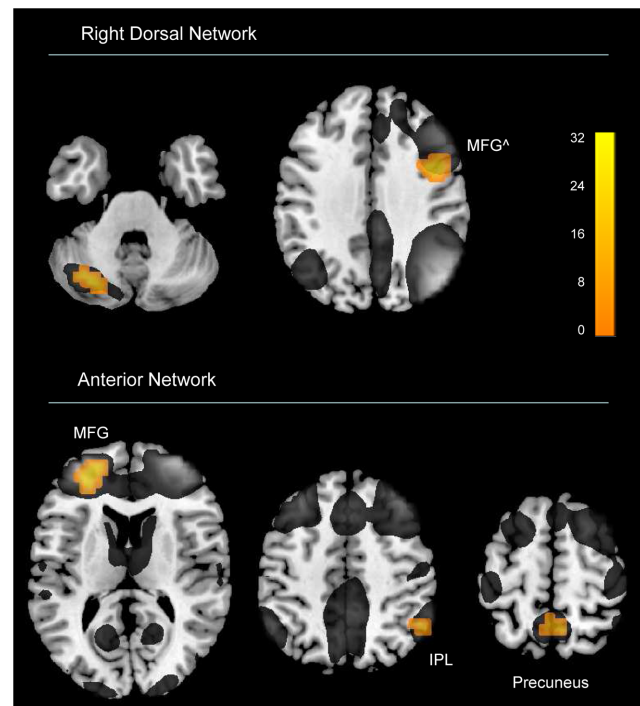 Right Dorsal Network
MFG^
32
24
16
8
0
Anterior Network
MFG
IPL
Precuneus